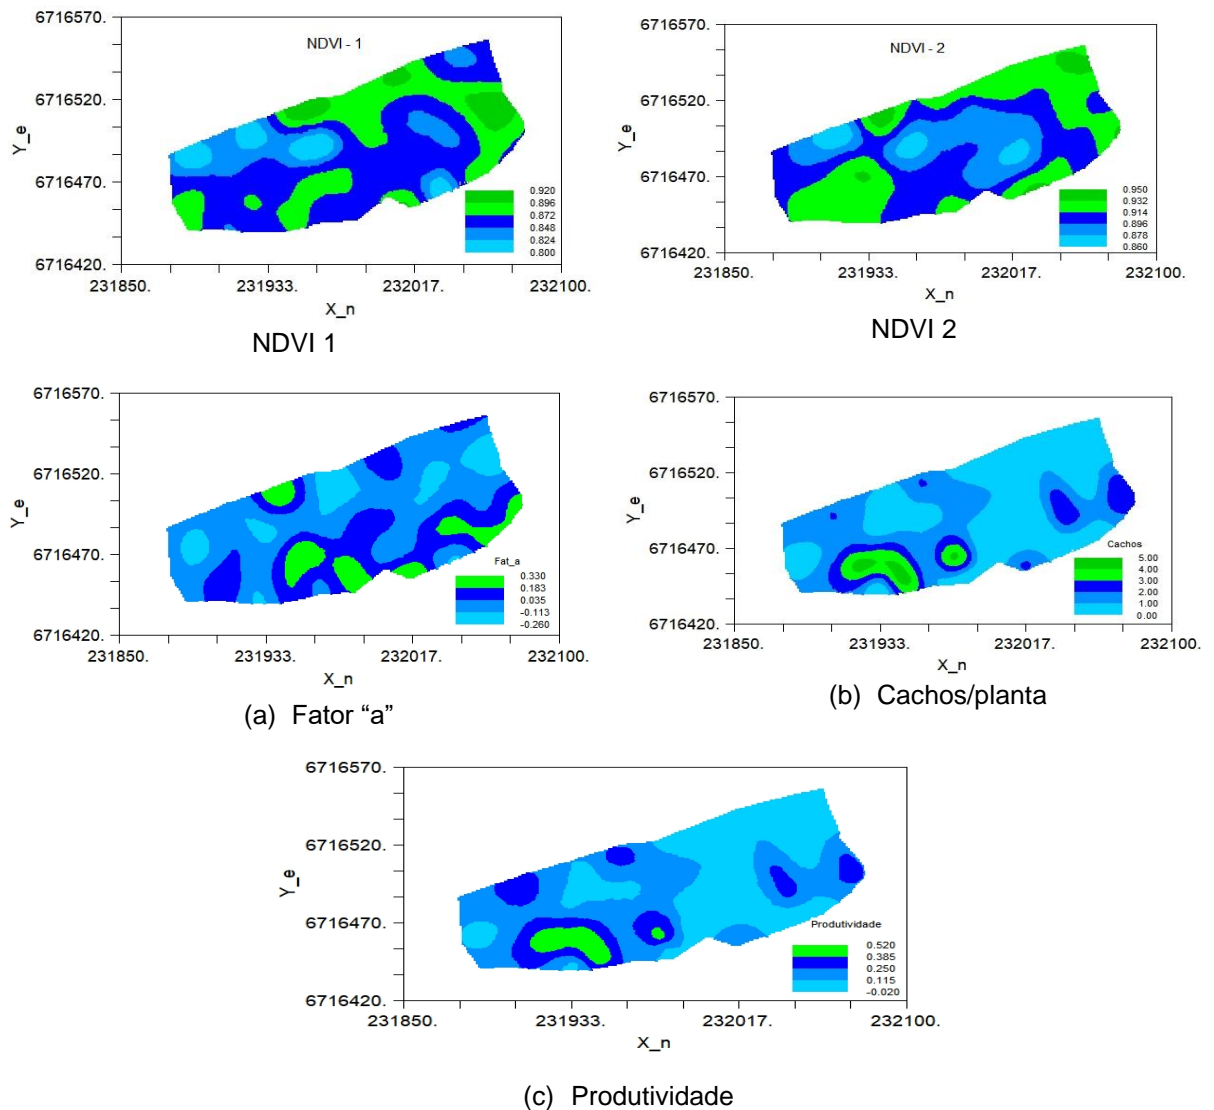 6716570.
NDVI - 1
6716520.
Y_e
6716470.
0.920
0.896
0.872
0.848
0.824
0.800
6716420.
231850. 231933. 232017. 232100.
X_n
NDVI 1
6716570.
NDVI - 2
6716520.
Y_e
6716470.
0.950
0.932
0.914
0.896
0.878
0.860
6716420.
231850. 231933. 232017. 232100.
X_n
NDVI 2
6716570.
6716520.
Y_e
6716470.
Fat_a
0.330
0.183
0.035
-0.113
-0.260
6716420.
231850. 231933. 232017. 232100.
X_n
(a) Fator “a”
6716570.
6716520.
Y_e
6716470.
Cachos
5.00
4.00
3.00
2.00
1.00
0.00
6716420.
231850. 231933. 232017. 232100.
X_n
(b) Cachos/planta
6716570.
6716520.
Y_e
6716470.
Produtividade
0.520
0.385
0.250
0.115
-0.020
6716420.
231850. 231933. 232017. 232100.
X_n
(c) Produtividade